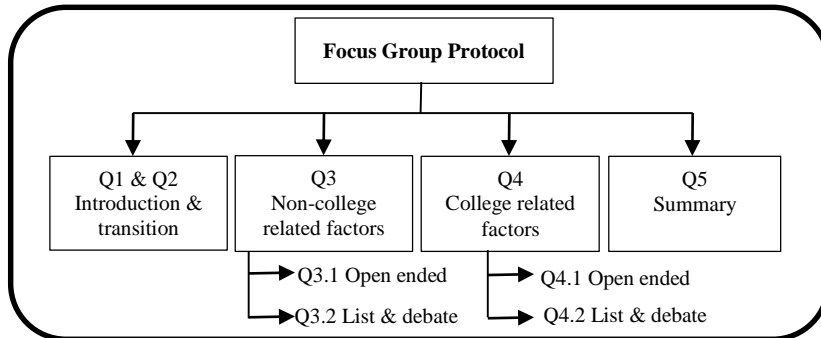 Focus Group Protocol
Q1 & Q2
Introduction &
transition
Q3
Non-college
related factors
Q4
College related
factors
Q5
Summary
Q3.1 Open ended
Q3.2 List & debate
Q4.1 Open ended
Q4.2 List & debate